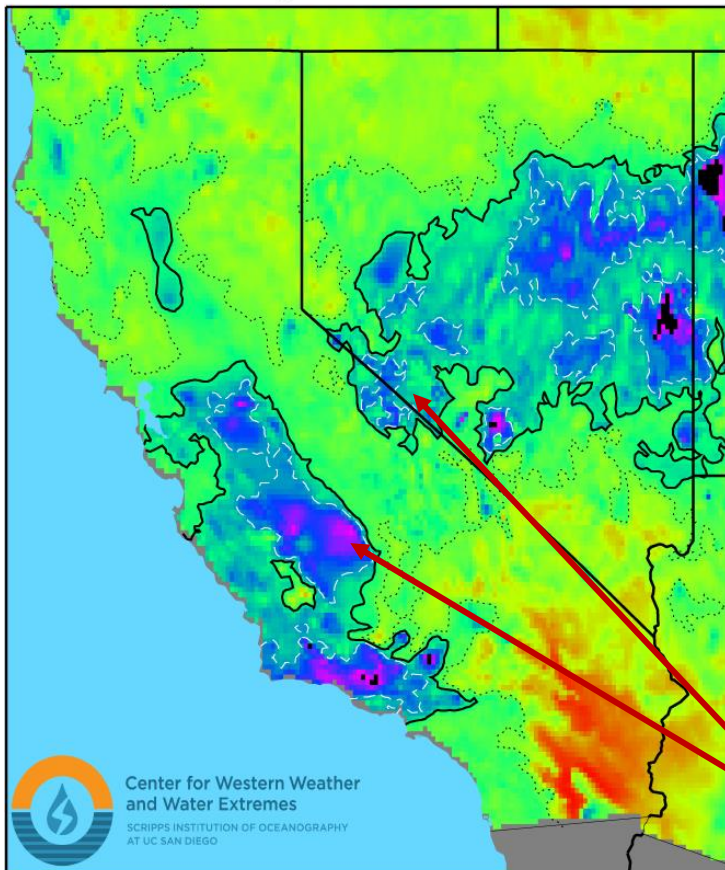 Center for Western Weather
and Water Extremes
SCRIPPS INSTITUTION OF OCEANOGRAPHY
AT UC SAN DIEGO